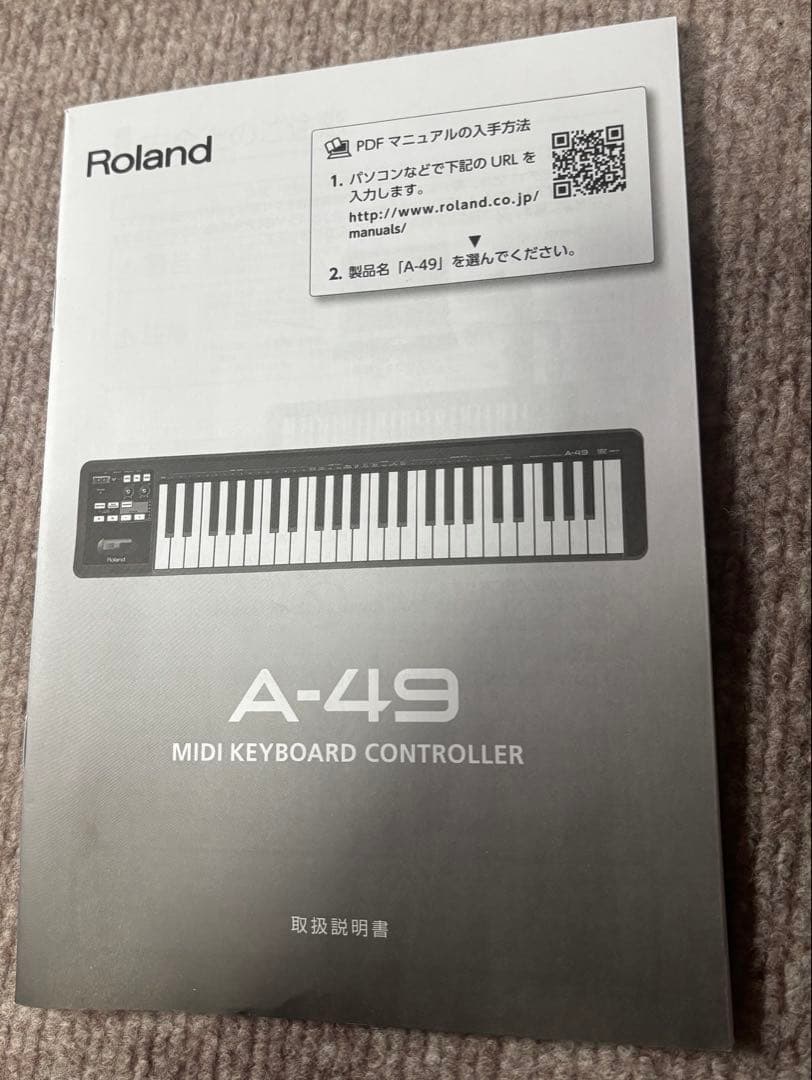 Roland
PDF マニュアルの入手方法
1. パソコンなどで下記の URL を
入力します。
http://www.roland.co.jp/
manuals/
▼
2. 製品名「A-49」を選んでください。
A-49
Roland
A-49
MIDI KEYBOARD CONTROLLER
取扱説明書